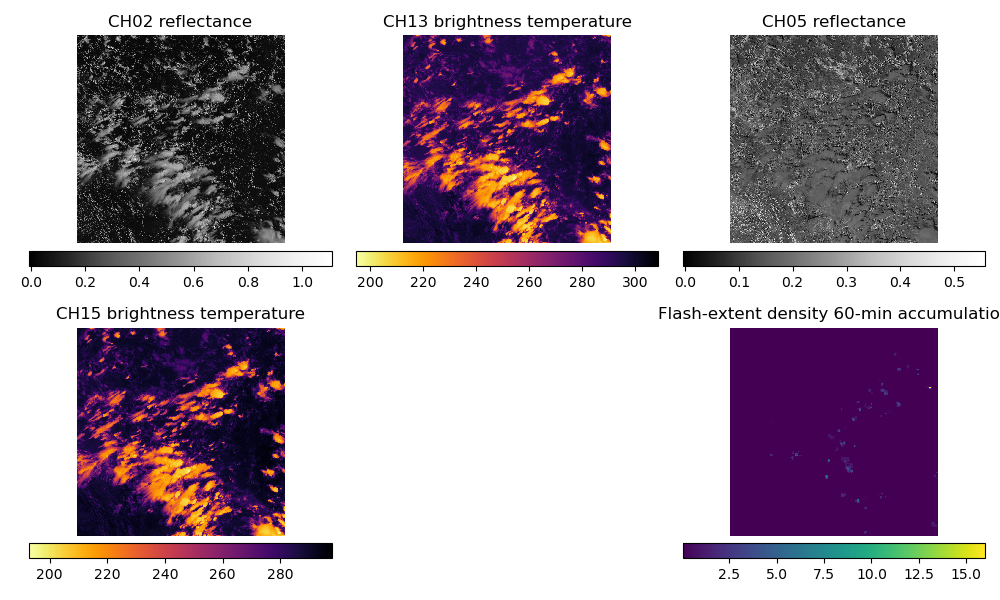 CH02 reflectance
CH13 brightness temperature
CH05 reflectance
0.0 0.2 0.4 0.6 0.8 1.0
200 220 240 260 280 300
0.0 0.1 0.2 0.3 0.4 0.5
CH15 brightness temperature
Flash-extent density 60-min accumulatio
200 220 240 260 280
2.5 5.0 7.5 10.0 12.5 15.0